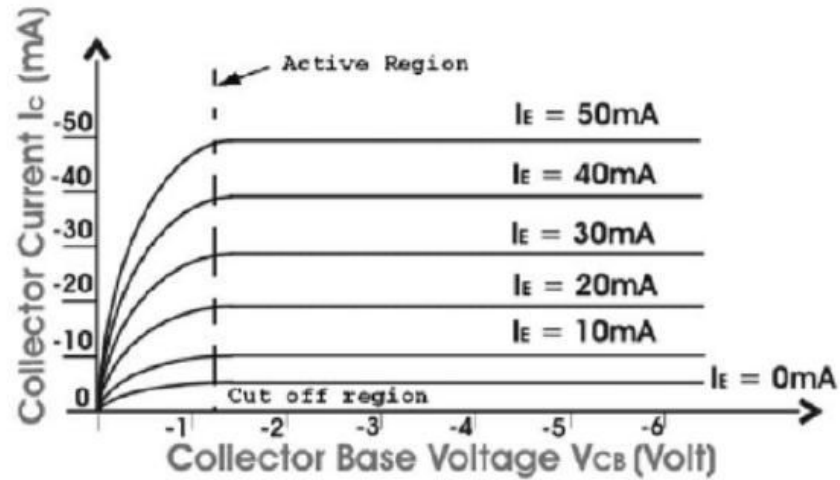 Active Region
IE = 50mA
IE = 40mA
IE = 30mA
IE = 20mA
IE = 10mA
IE = 0mA
Cut off region
-50
-40
-30
-20
-10
0
-1 -2 -3 -4 -5 -6
Collector Current IC (mA)
Collector Base Voltage VCB (Volt)